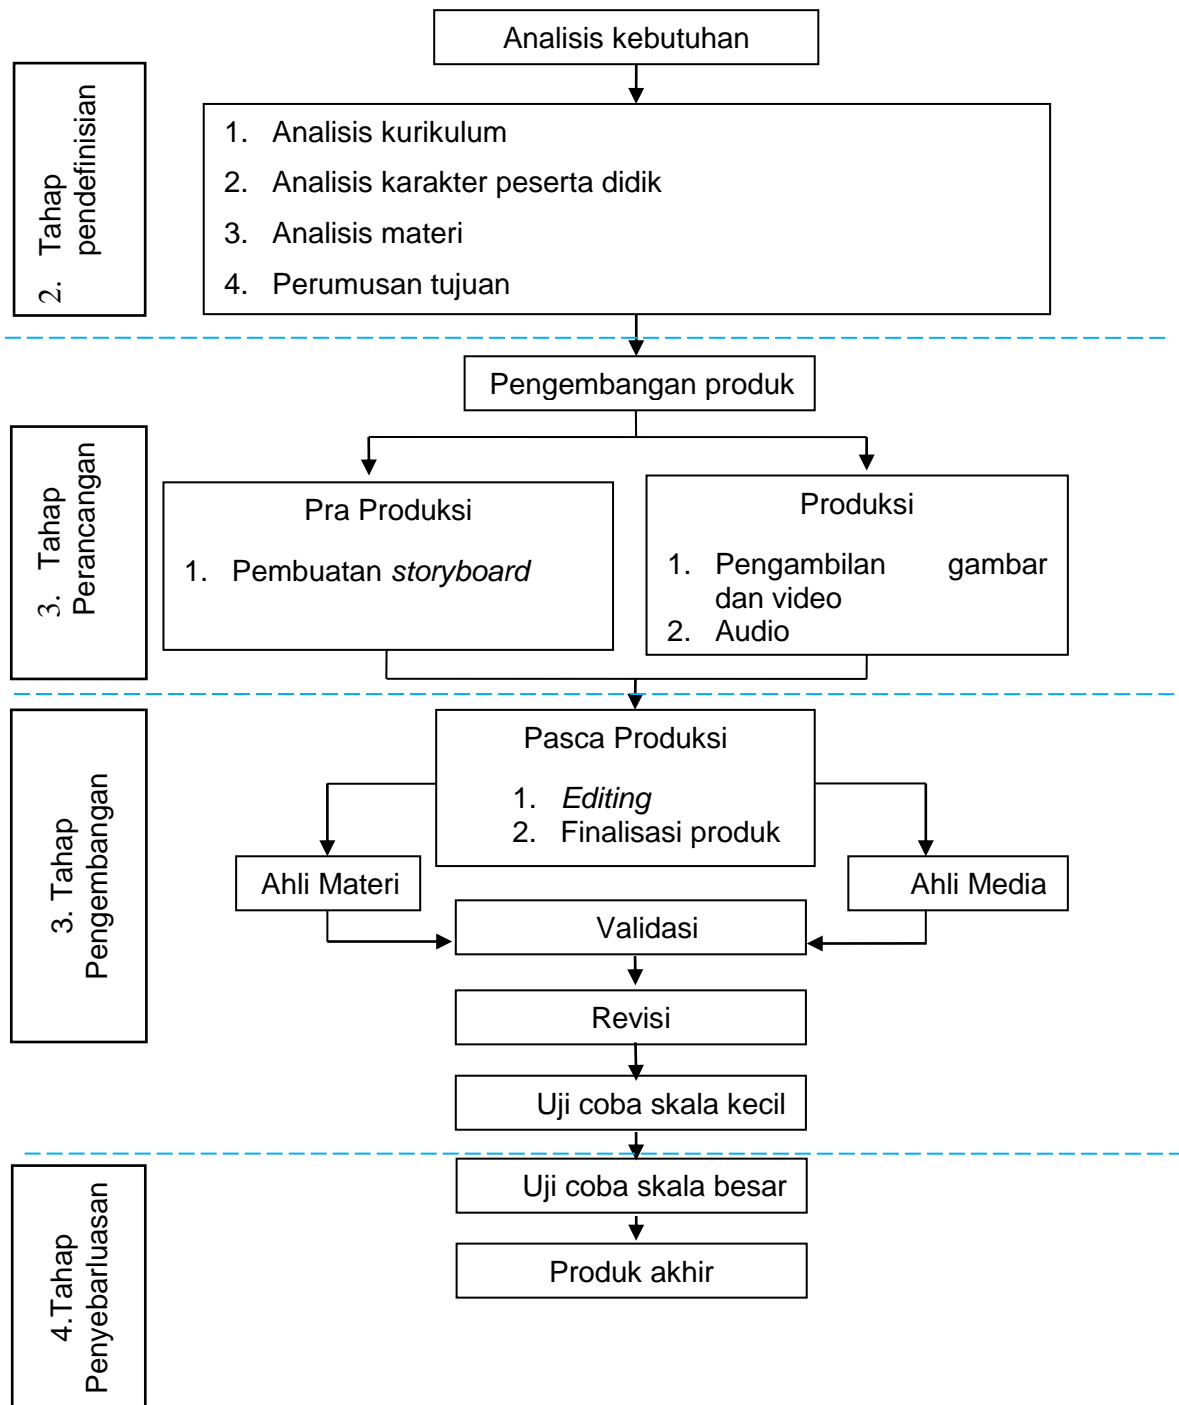 Analisis kebutuhan
2. Tahap
pendefinisian
1. Analisis kurikulum
2. Analisis karakter peserta didik
3. Analisis materi
4. Perumusan tujuan
Pengembangan produk
3. Tahap
Perancangan
Pra Produksi
1. Pembuatan storyboard
Produksi
1. Pengambilan gambar
dan video
2. Audio
3. Tahap
Pengembangan
Pasca Produksi
1. Editing
2. Finalisasi produk
Ahli Materi
Ahli Media
Validasi
Revisi
Uji coba skala kecil
4.Tahap
Penyebarluasan
Uji coba skala besar
Produk akhir